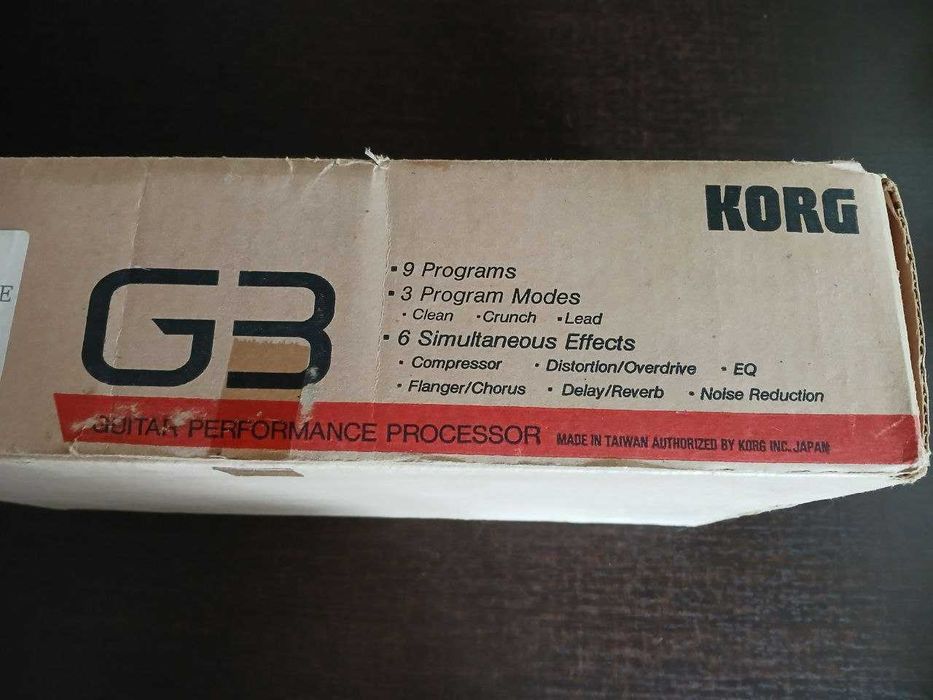 KORG
G3
▪ 9 Programs
▪ 3 Program Modes
▪ Clean ▪ Crunch ▪ Lead
▪ 6 Simultaneous Effects
▪ Compressor ▪ Distortion/Overdrive ▪ EQ
▪ Flanger/Chorus ▪ Delay/Reverb ▪ Noise Reduction
GUITAR PERFORMANCE PROCESSOR MADE IN TAIWAN AUTHORIZED BY KORG INC. JAPAN
E